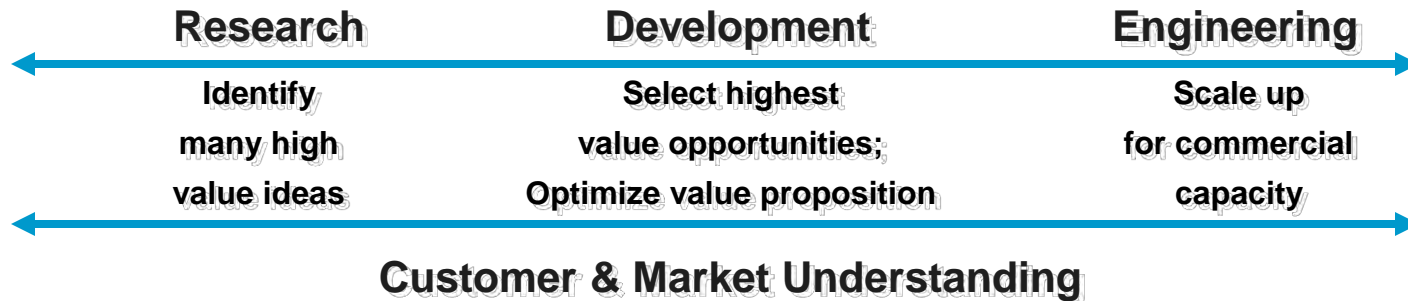 Research Development Engineering
Identify Select highest Scale up
many high value opportunities; for commercial
value ideas Optimize value proposition capacity
Customer & Market Understanding